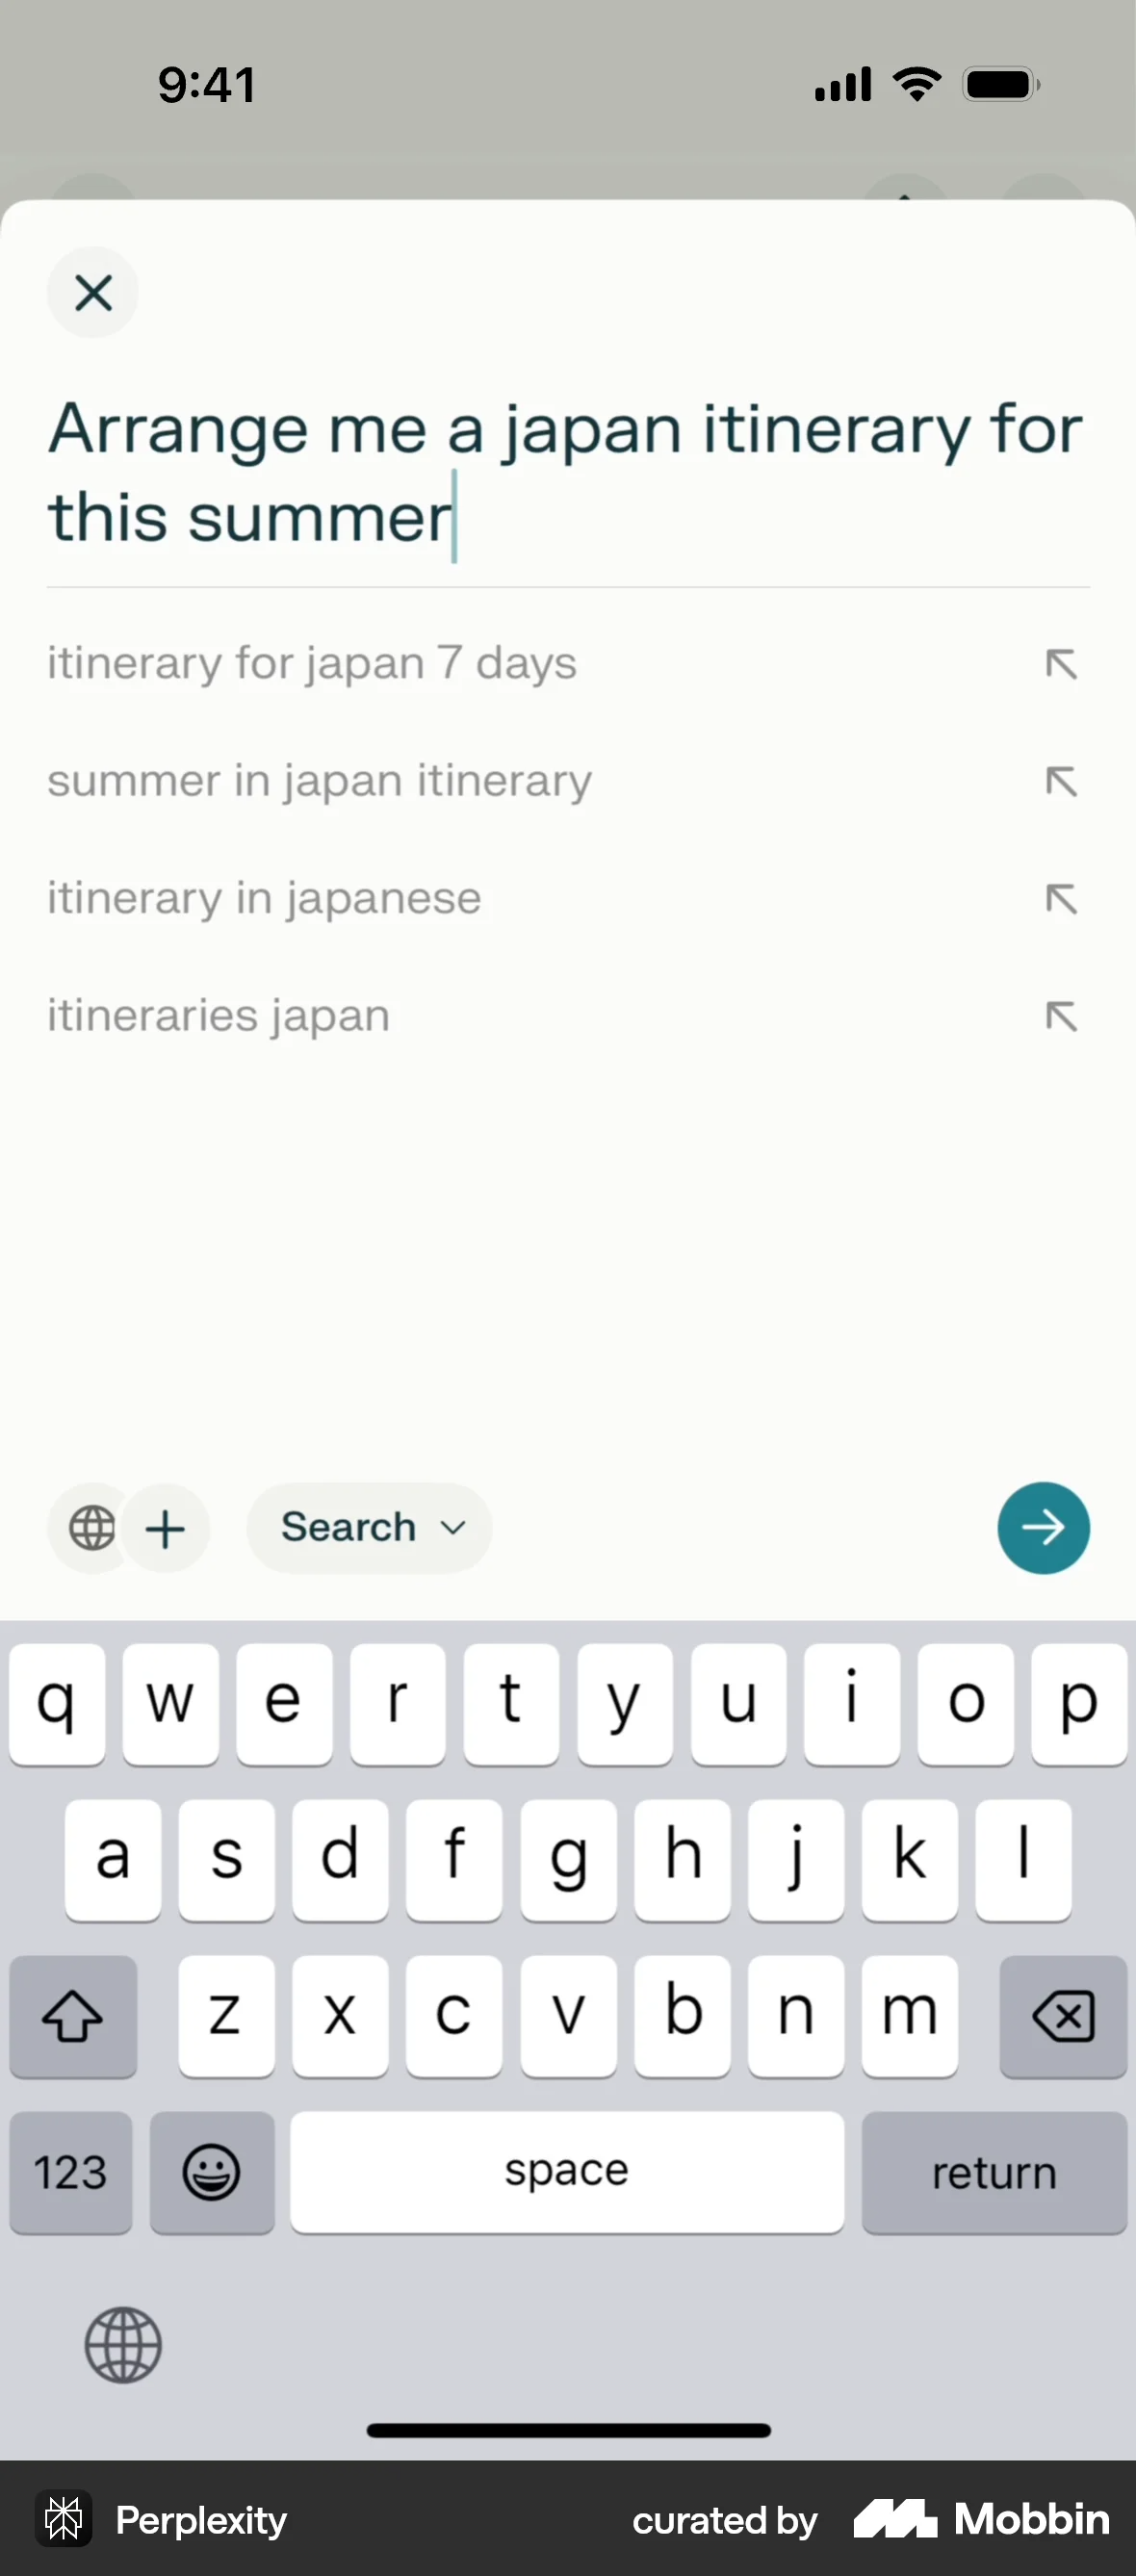 9:41
Arrange me a japan itinerary for
this summer
itinerary for japan 7 days
summer in japan itinerary
itinerary in japanese
itineraries japan
Search
q w e r t y u i o p
a s d f g h j k l
z x c v b n m
123 space return
Perplexity curated by Mobbin